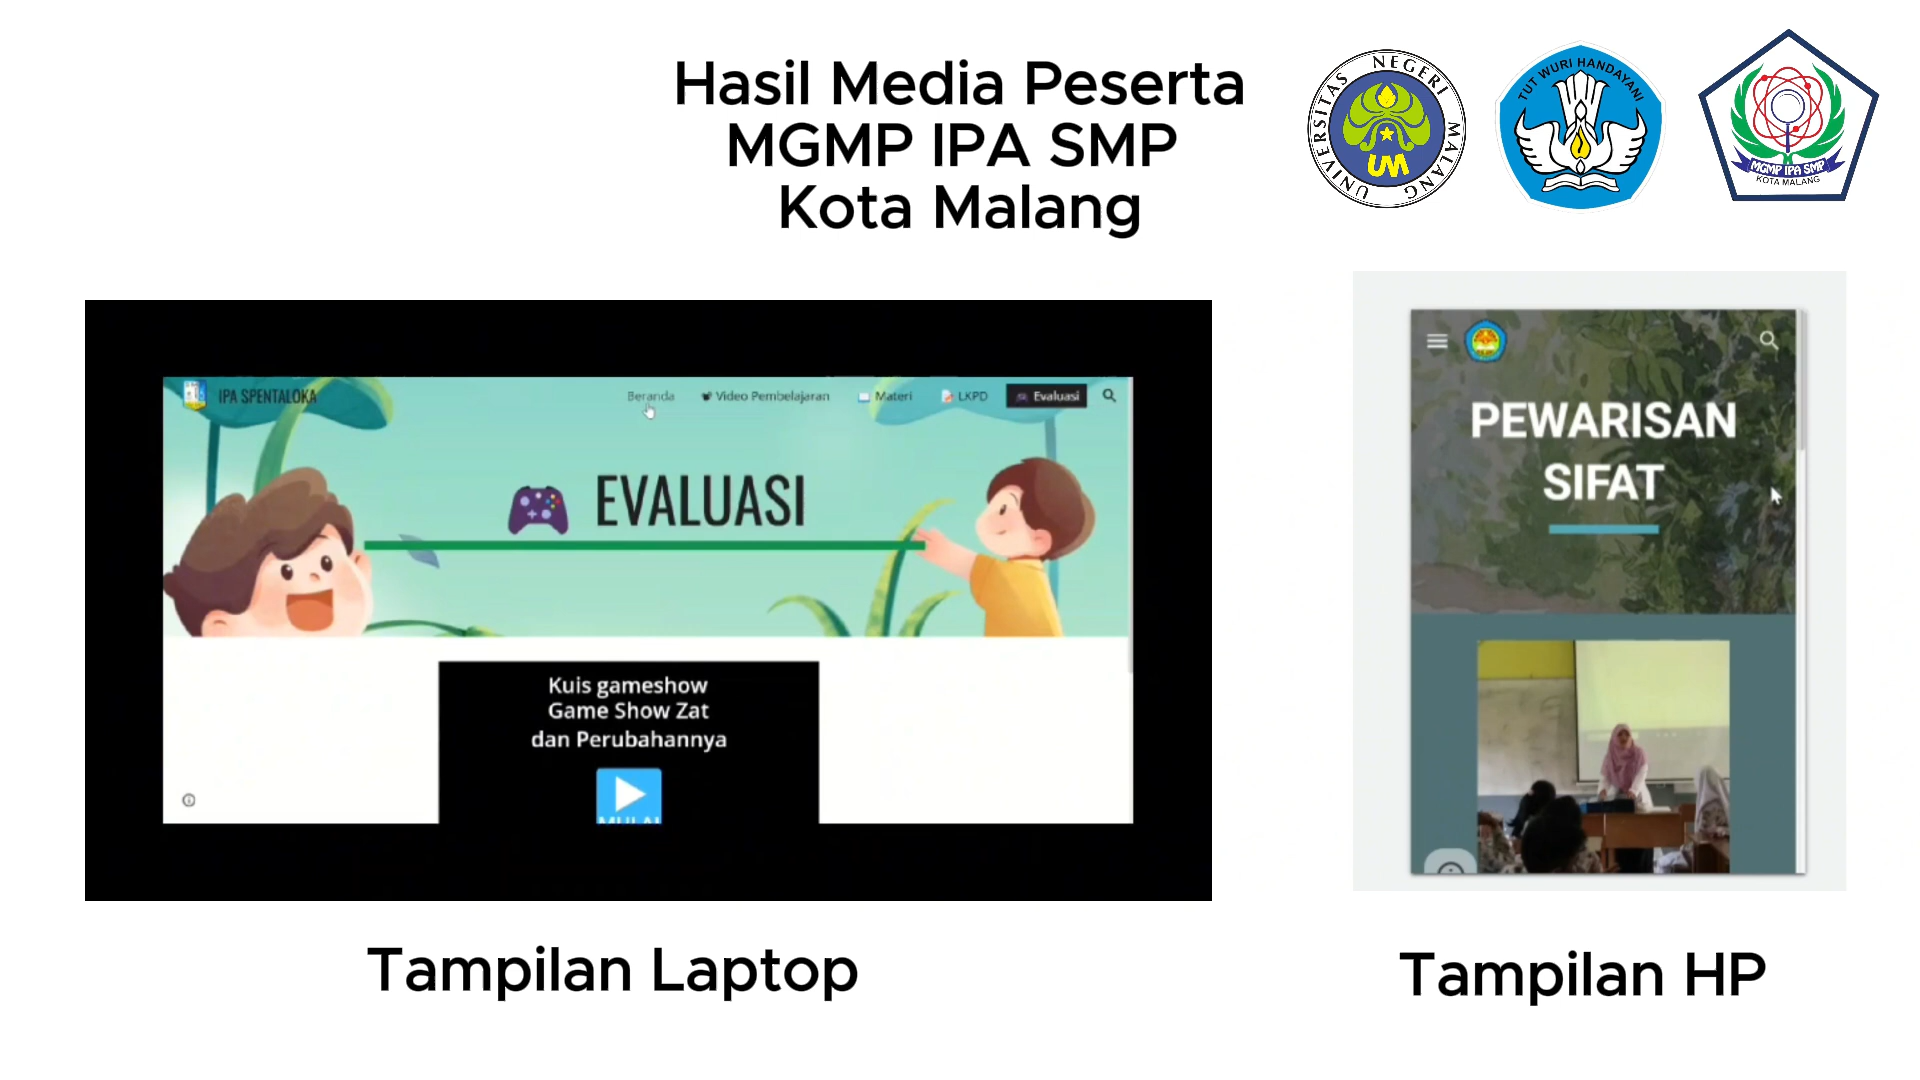 Hasil Media Peserta
MGMP IPA SMP
Kota Malang
UNIVERSITAS NEGERI MALANG
UM
TUT WURI HANDAYANI
MGMP IPA SMP
KOTA MALANG
IPA SPENTALOKA
Beranda
Video Pembelajaran
Materi
LKPD
Evaluasi
EVALUASI
Kuis gameshow
Game Show Zat
dan Perubahannya
MULAI
PEWARISAN
SIFAT
Tampilan Laptop
Tampilan HP